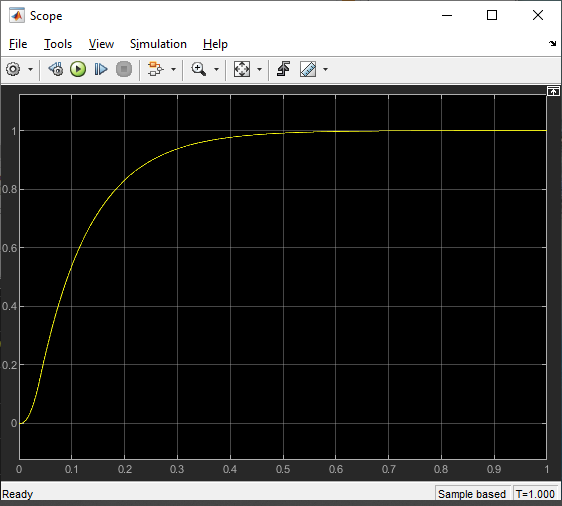 Scope
File Tools View Simulation Help
1
0.8
0.6
0.4
0.2
0
0 0.1 0.2 0.3 0.4 0.5 0.6 0.7 0.8 0.9 1
Ready Sample based T=1.000